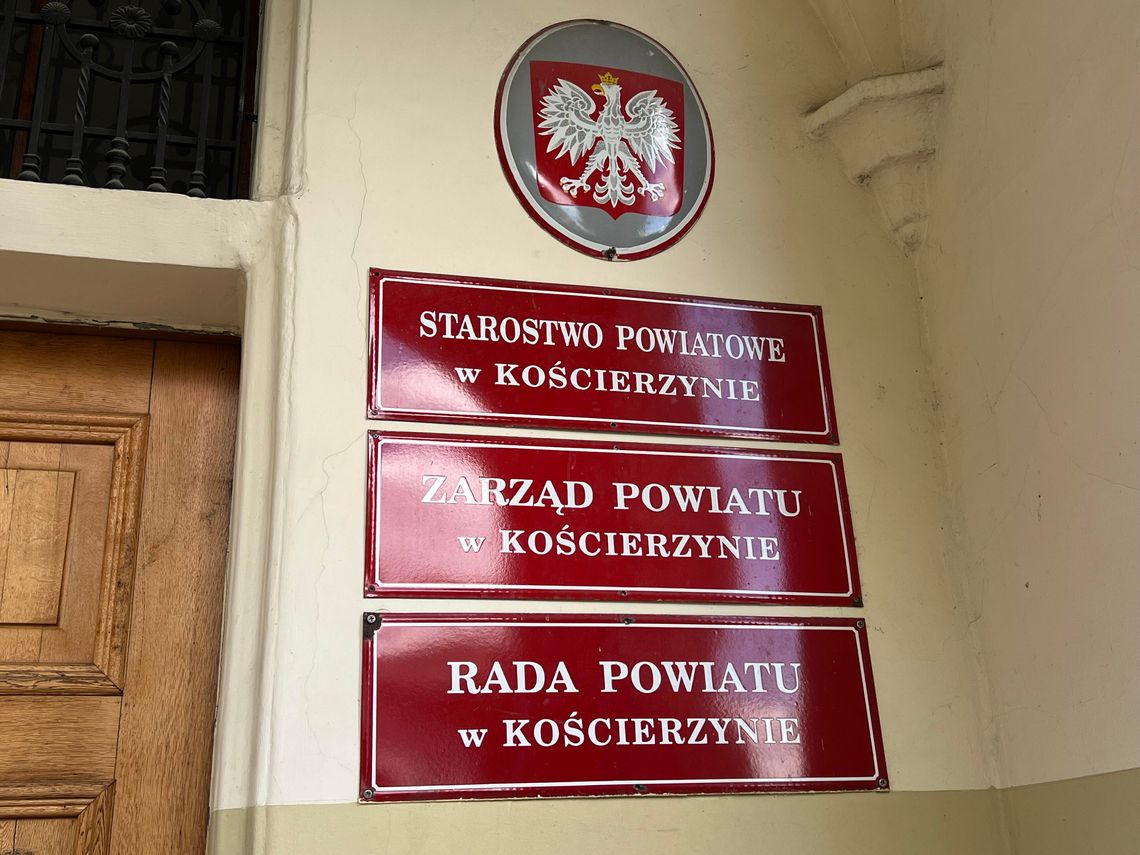 STAROSTWO POWIATOWE
w KOŚCIERZYNIE
ZARZĄD POWIATU
w KOŚCIERZYNIE
RADA POWIATU
w KOŚCIERZYNIE